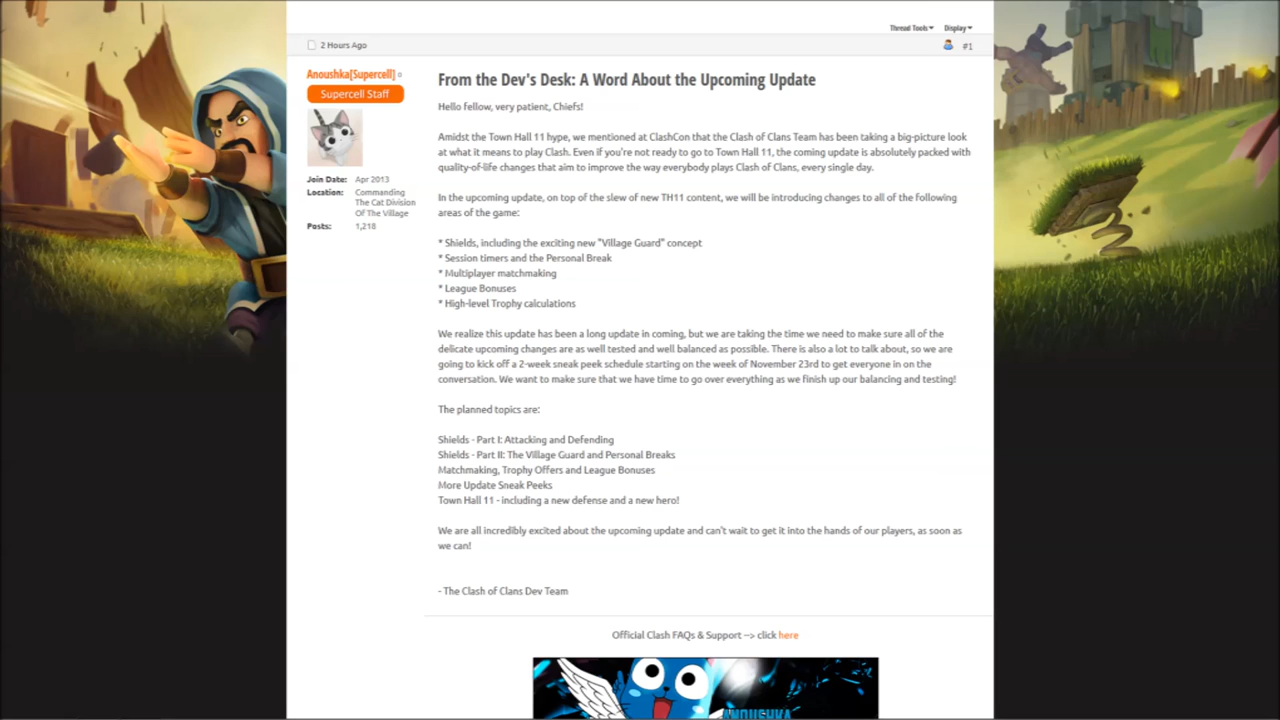 Thread Tools Display
2 Hours Ago #1
Anoushka[Supercell]
Supercell Staff
Join Date: Apr 2013
Location: Commanding
The Cat Division
Of The Village
Posts: 1,218
From the Dev's Desk: A Word About the Upcoming Update
Hello fellow, very patient, Chiefs!
Amidst the Town Hall 11 hype, we mentioned at ClashCon that the Clash of Clans Team has been taking a big-picture look
at what it means to play Clash. Even if you're not ready to go to Town Hall 11, the coming update is absolutely packed with
quality-of-life changes that aim to improve the way everybody plays Clash of Clans, every single day.
In the upcoming update, on top of the slew of new TH11 content, we will be introducing changes to all of the following
areas of the game:
* Shields, including the exciting new "Village Guard" concept
* Session timers and the Personal Break
* Multiplayer matchmaking
* League Bonuses
* High-level Trophy calculations
We realize this update has been a long update in coming, but we are taking the time we need to make sure all of the
delicate upcoming changes are as well tested and well balanced as possible. There is also a lot to talk about, so we are
going to kick off a 2-week sneak peek schedule starting on the week of November 23rd to get everyone in on the
conversation. We want to make sure that we have time to go over everything as we finish up our balancing and testing!
The planned topics are:
Shields - Part I: Attacking and Defending
Shields - Part II: The Village Guard and Personal Breaks
Matchmaking, Trophy Offers and League Bonuses
More Update Sneak Peeks
Town Hall 11 - including a new defense and a new hero!
We are all incredibly excited about the upcoming update and can't wait to get it into the hands of our players, as soon as
we can!
- The Clash of Clans Dev Team
Official Clash FAQs & Support --> click here
ANOUSHKA